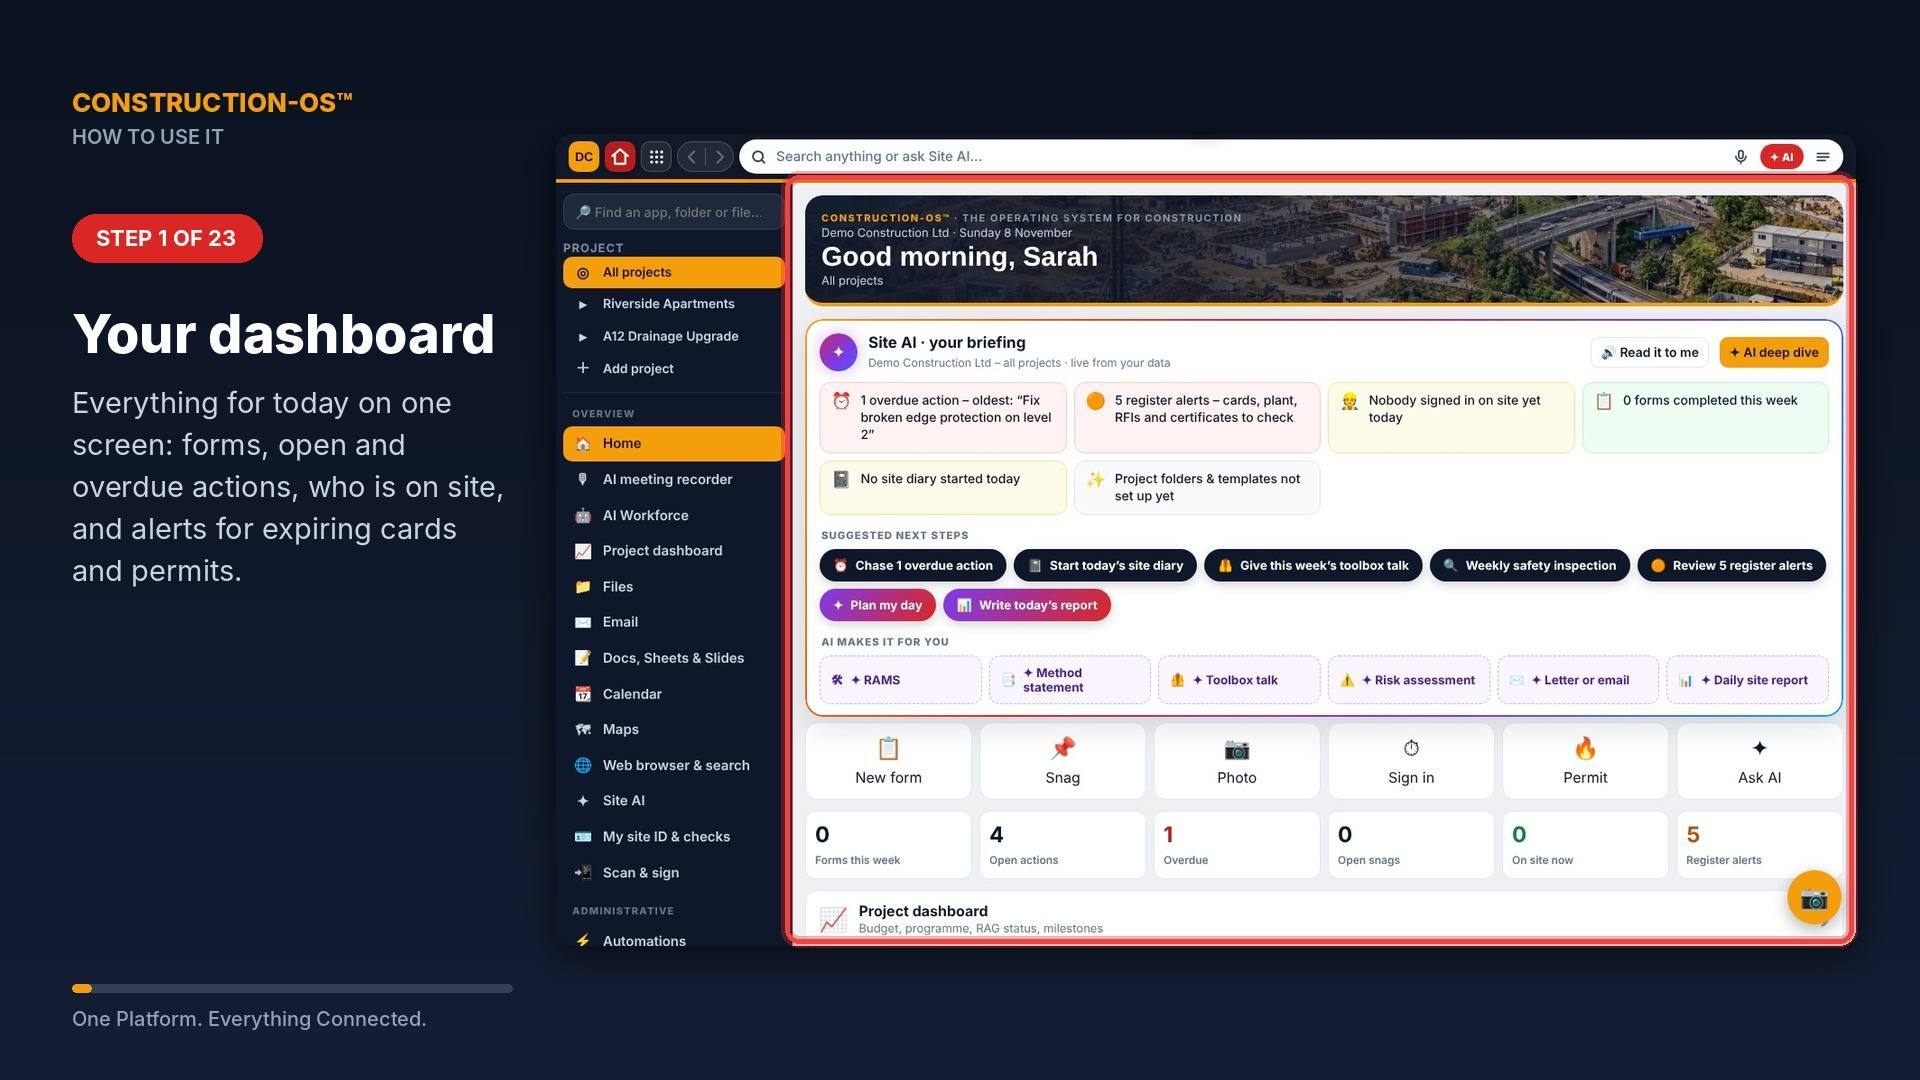 CONSTRUCTION-OS™
HOW TO USE IT
STEP 1 OF 23
Your dashboard
Everything for today on one
screen: forms, open and
overdue actions, who is on site,
and alerts for expiring cards
and permits.
One Platform. Everything Connected.
DC
Search anything or ask Site AI...
✦ AI
Find an app, folder or file...
PROJECT
All projects
Riverside Apartments
A12 Drainage Upgrade
Add project
OVERVIEW
Home
AI meeting recorder
AI Workforce
Project dashboard
Files
Email
Docs, Sheets & Slides
Calendar
Maps
Web browser & search
Site AI
My site ID & checks
Scan & sign
ADMINISTRATIVE
Automations
CONSTRUCTION-OS™ · THE OPERATING SYSTEM FOR CONSTRUCTION
Demo Construction Ltd · Sunday 8 November
Good morning, Sarah
All projects
Site AI · your briefing
Demo Construction Ltd – all projects · live from your data
Read it to me
✦ AI deep dive
1 overdue action – oldest: “Fix
broken edge protection on level
2”
5 register alerts – cards, plant,
RFIs and certificates to check
Nobody signed in on site yet
today
0 forms completed this week
No site diary started today
Project folders & templates not
set up yet
SUGGESTED NEXT STEPS
Chase 1 overdue action
Start today’s site diary
Give this week’s toolbox talk
Weekly safety inspection
Review 5 register alerts
Plan my day
Write today’s report
AI MAKES IT FOR YOU
✦ RAMS
✦ Method
statement
✦ Toolbox talk
✦ Risk assessment
✦ Letter or email
✦ Daily site report
New form
Snag
Photo
Sign in
Permit
Ask AI
0
Forms this week
4
Open actions
1
Overdue
0
Open snags
0
On site now
5
Register alerts
Project dashboard
Budget, programme, RAG status, milestones